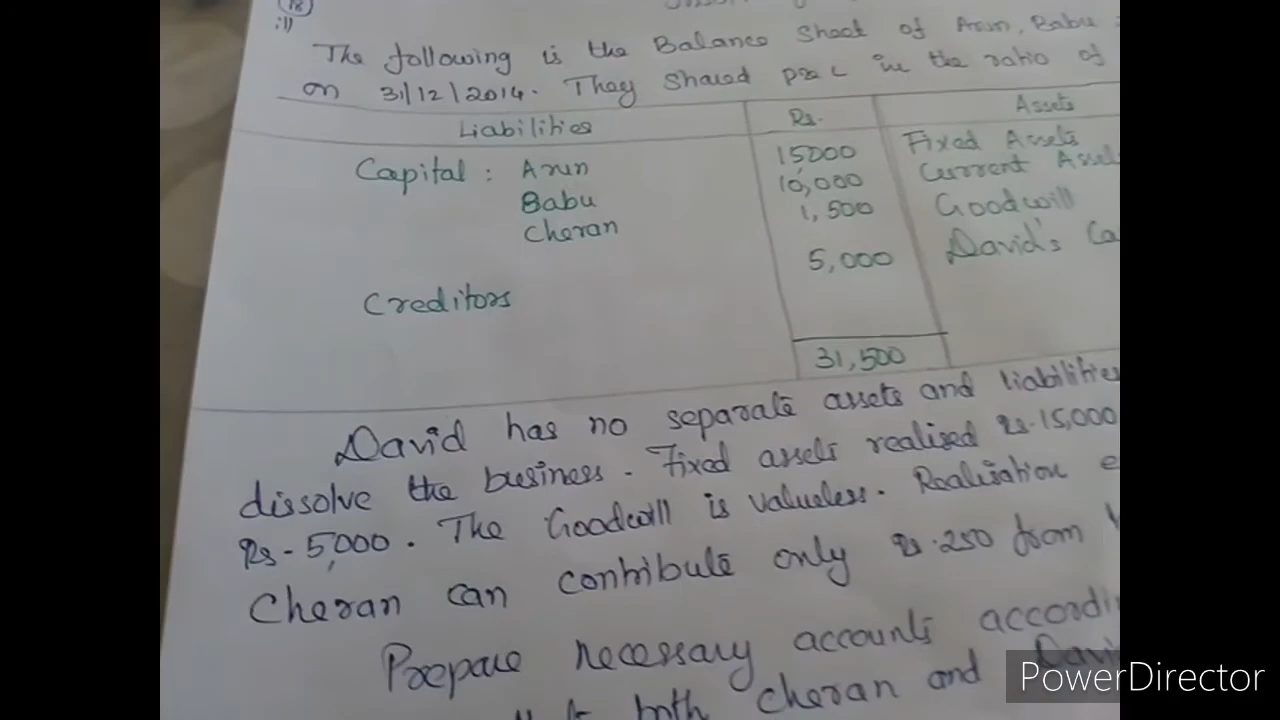 18
:1)
The following is the Balance Sheet of Arun, Babu
on 31/12/2014. They shared P&L in the ratio of
Liabilities Rs. Assets
Capital : Arun 15000 Fixed Assets
Babu 10,000 Current Asset
Cheran 1,500 Goodwill
5,000 David's Ca
Creditors
31,500
David has no separate assets and liabilities
dissolve the business. Fixed assets realised Rs.15,000
Rs-5,000. The Goodwill is valueless. Realisation e
Cheran can contribute only Rs.250 from
Prepare necessary accounts accordi
both Cheran and Davi
PowerDirector